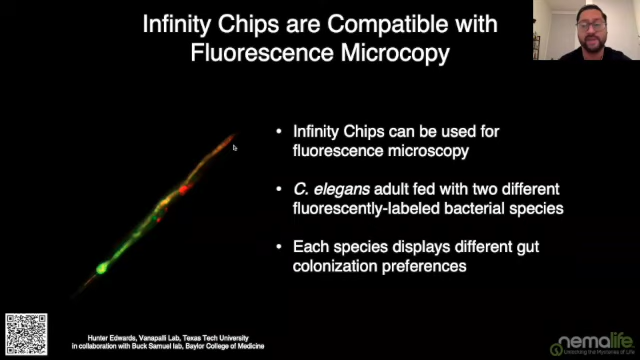 Infinity Chips are Compatible with
Fluorescence Microcopy
• Infinity Chips can be used for
fluorescence microscopy
• C. elegans adult fed with two different
fluorescently-labeled bacterial species
• Each species displays different gut
colonization preferences
Hunter Edwards, Vanapalli Lab, Texas Tech University
in collaboration with Buck Samuel lab, Baylor College of Medicine
nemalife
Unlocking the Mysteries of Life